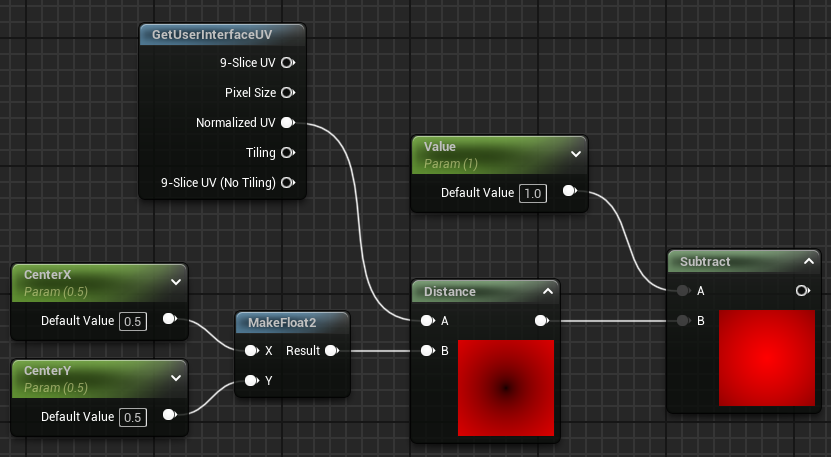 GetUserInterfaceUV
9-Slice UV
Pixel Size
Normalized UV
Tiling
9-Slice UV (No Tiling)
Value
Param (1)
Default Value 1.0
CenterX
Param (0.5)
Default Value 0.5
CenterY
Param (0.5)
Default Value 0.5
MakeFloat2
X Result
Y
Distance
A
B
Subtract
A
B